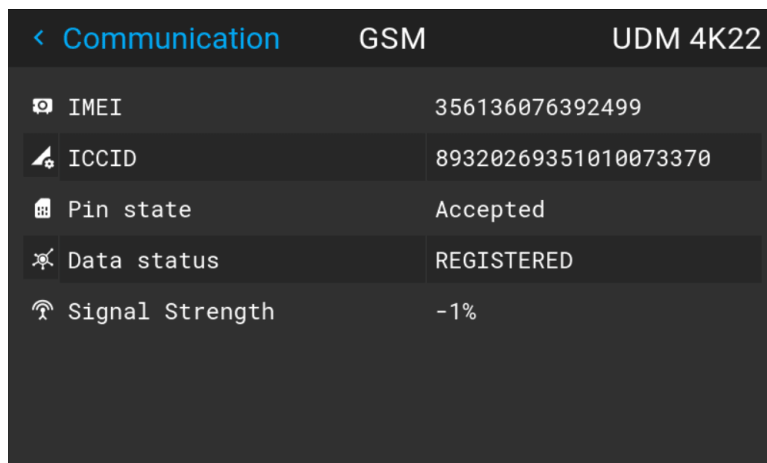 ‹ Communication GSM UDM 4K22
IMEI 356136076392499
ICCID 89320269351010073370
Pin state Accepted
Data status REGISTERED
Signal Strength -1%